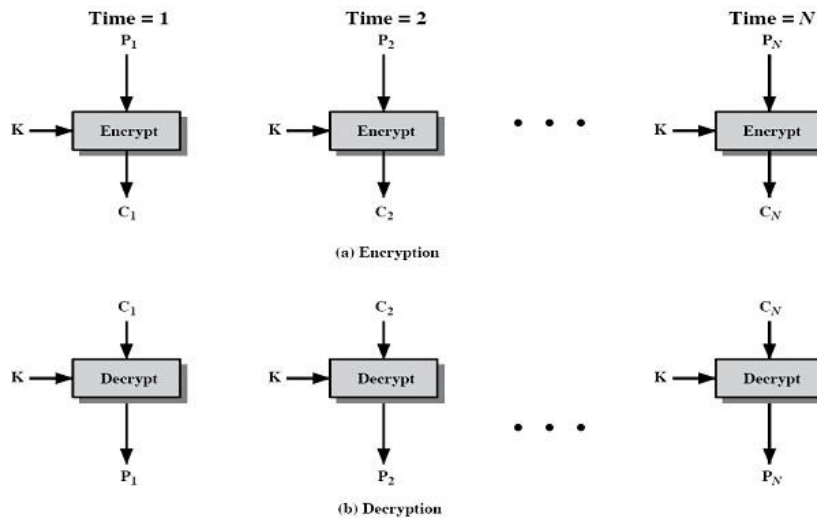 Time = 1 Time = 2 Time = N
P1 P2 PN
K Encrypt K Encrypt K Encrypt
C1 C2 CN
(a) Encryption
C1 C2 CN
K Decrypt K Decrypt K Decrypt
P1 P2 PN
(b) Decryption